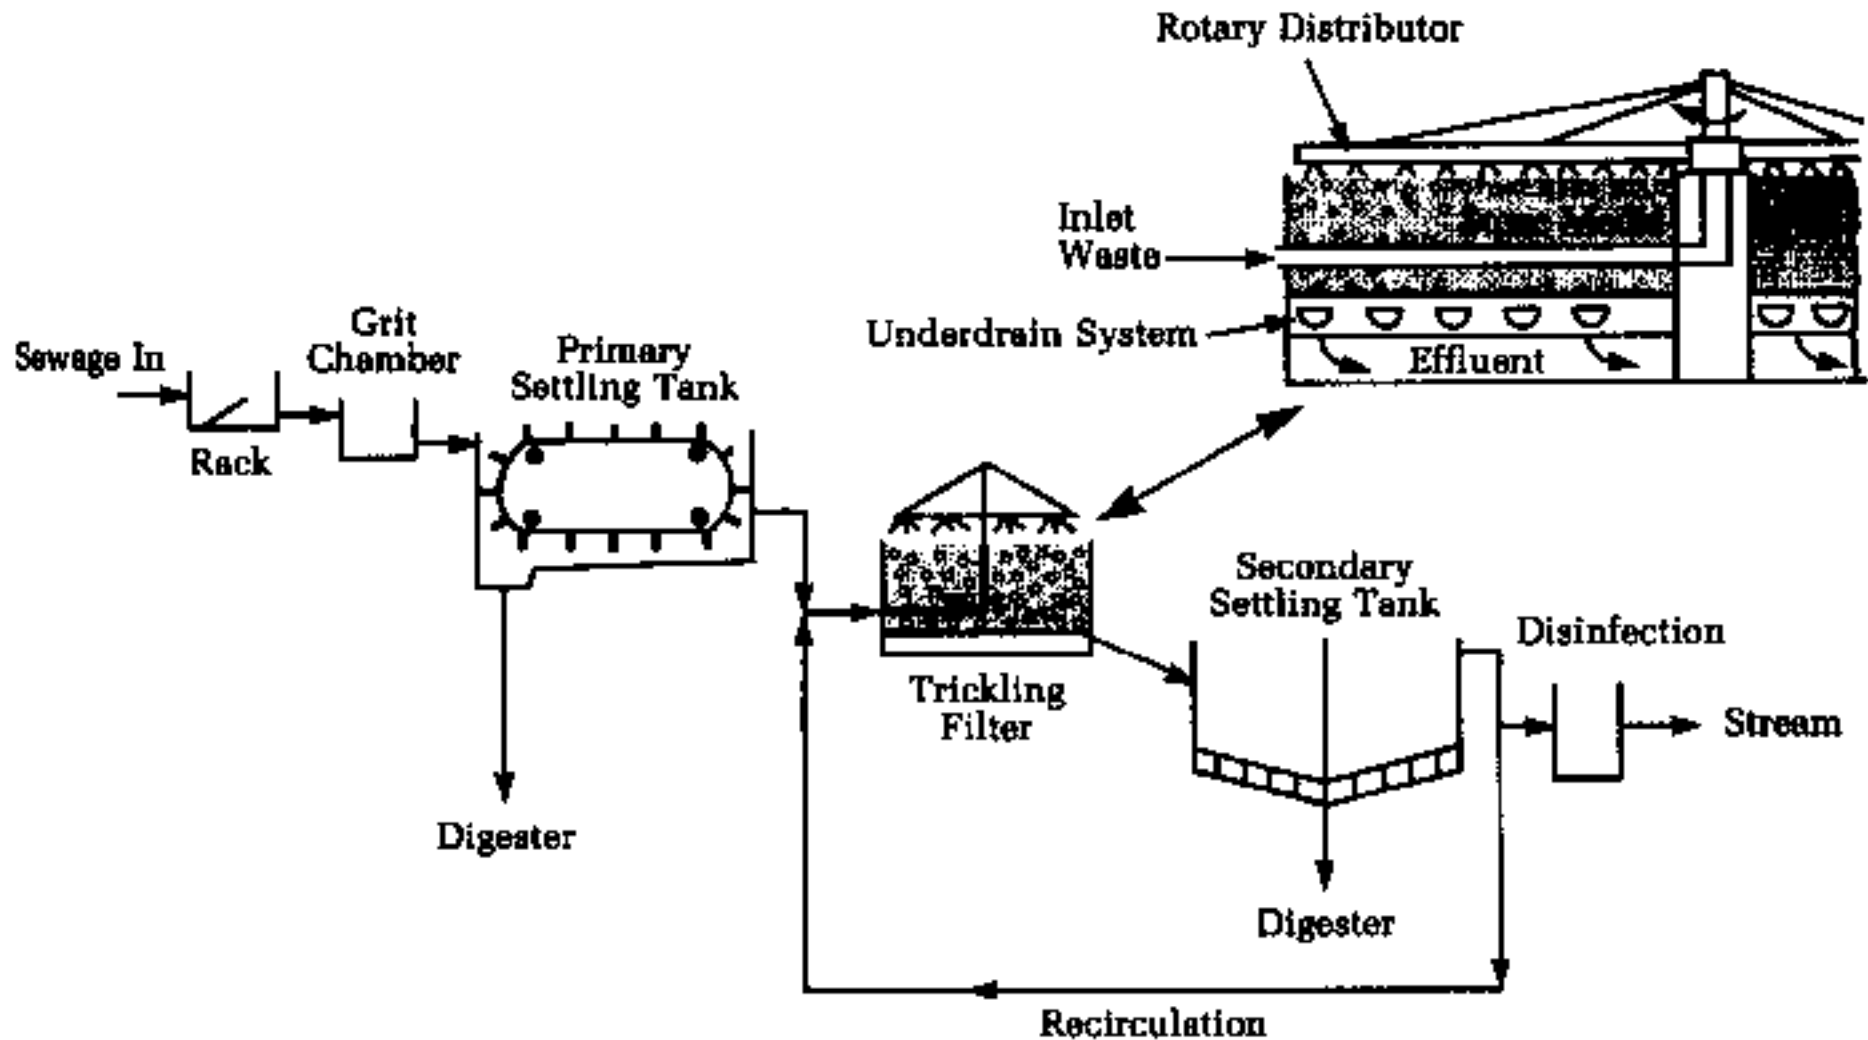 Rotary Distributor
Inlet
Waste
Underdrain System
Effluent
Sewage In
Grit
Chamber
Primary
Settling Tank
Rack
Secondary
Settling Tank
Disinfection
Trickling
Filter
Stream
Digester
Digester
Recirculation